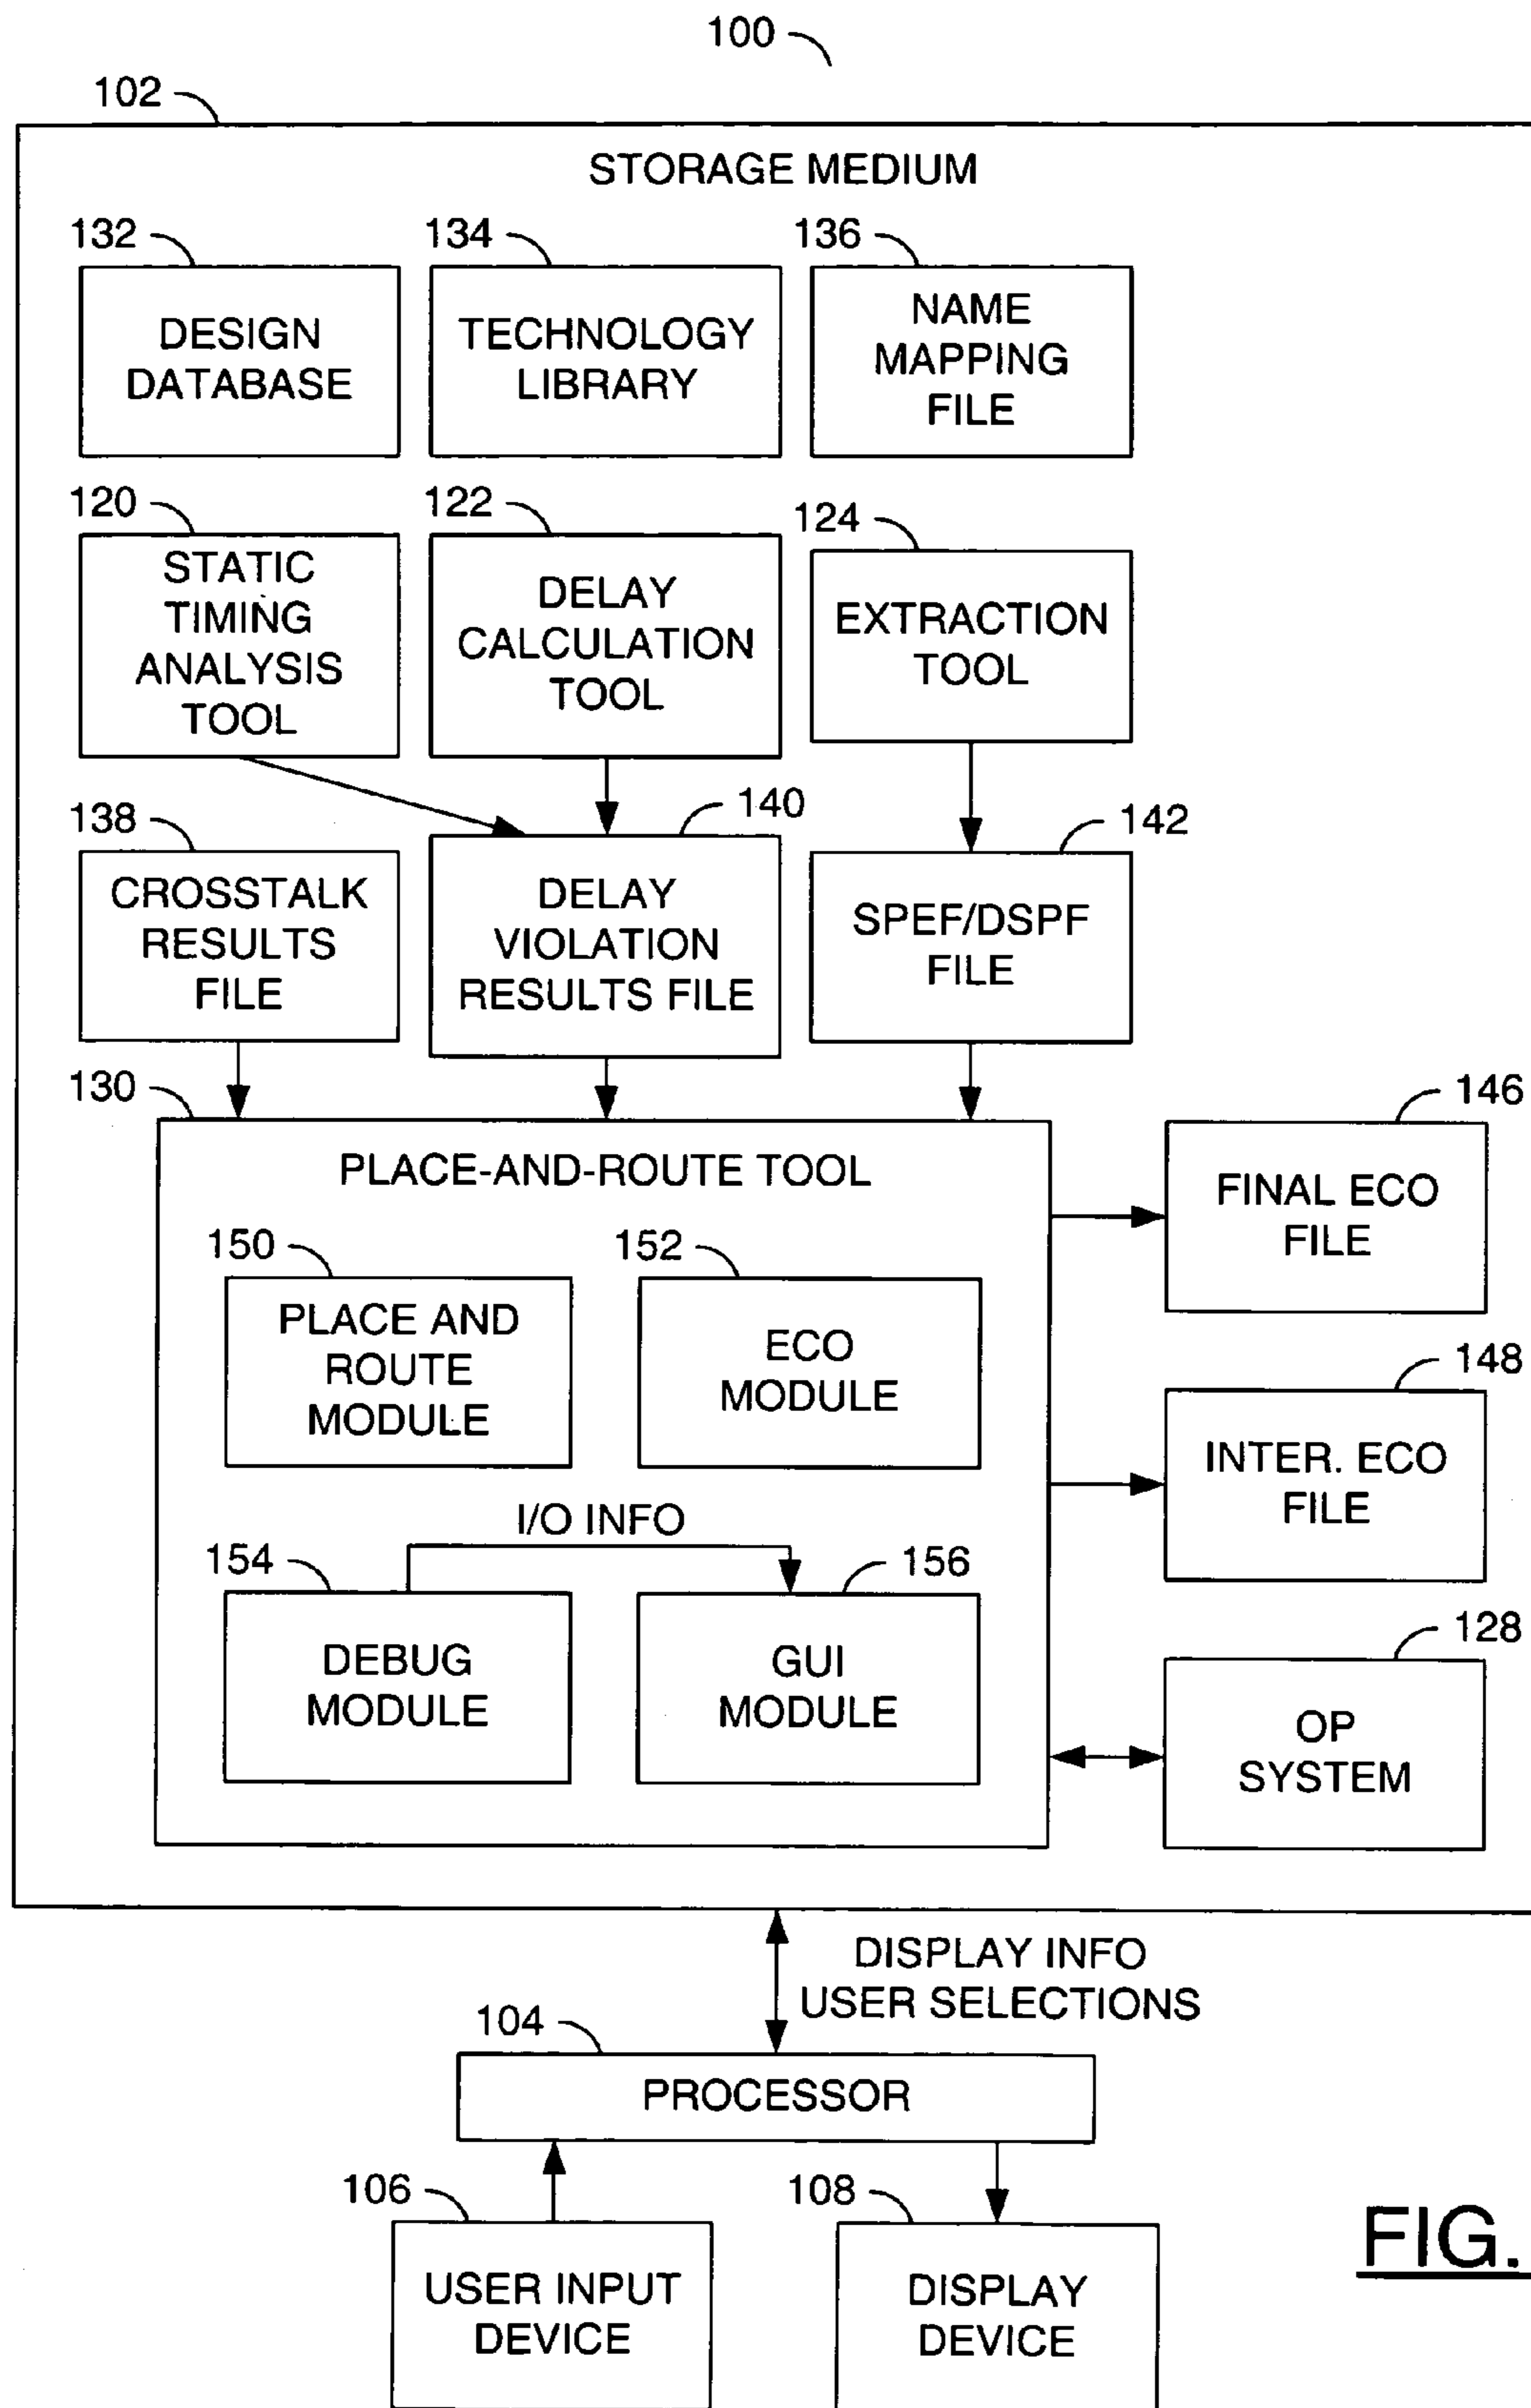 100
102
STORAGE MEDIUM
132
134
136
DESIGN
DATABASE
TECHNOLOGY
LIBRARY
NAME
MAPPING
FILE
120
122
124
STATIC
TIMING
ANALYSIS
TOOL
DELAY
CALCULATION
TOOL
EXTRACTION
TOOL
138
140
142
CROSSTALK
RESULTS
FILE
DELAY
VIOLATION
RESULTS FILE
SPEF/DSPF
FILE
130
146
PLACE-AND-ROUTE TOOL
FINAL ECO
FILE
150
152
PLACE AND
ROUTE
MODULE
ECO
MODULE
148
INTER. ECO
FILE
I/O INFO
154
156
DEBUG
MODULE
GUI
MODULE
128
OP
SYSTEM
DISPLAY INFO
USER SELECTIONS
104
PROCESSOR
106
108
USER INPUT
DEVICE
DISPLAY
DEVICE
FIG.